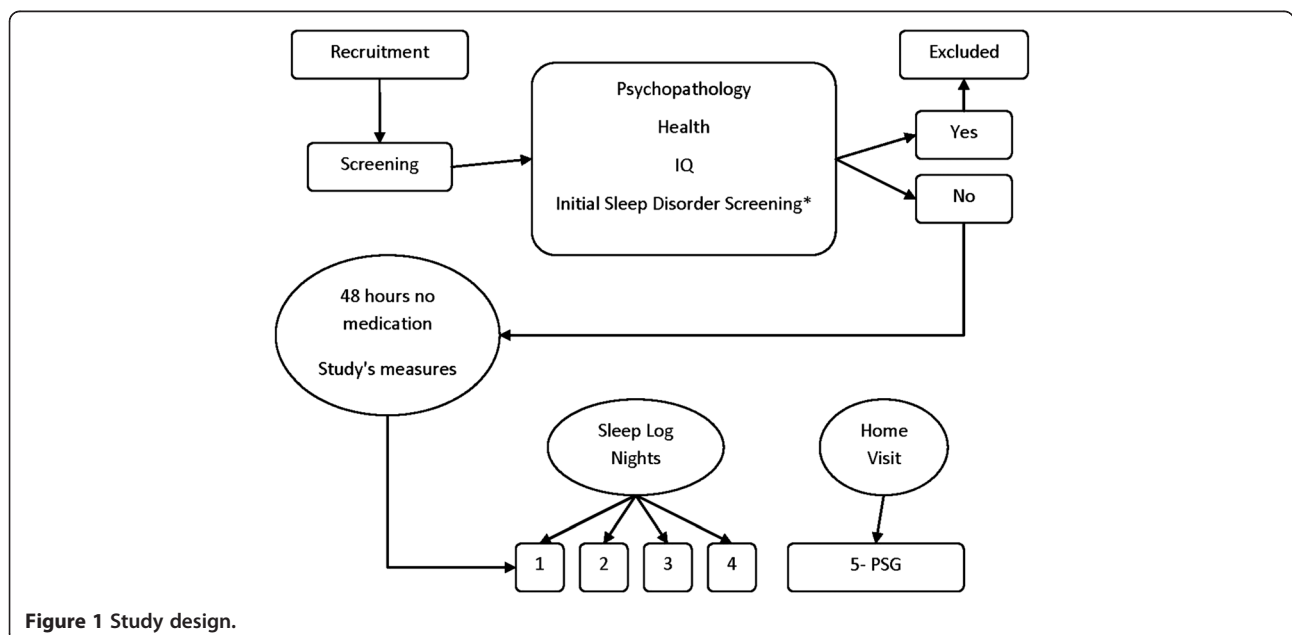 Recruitment
Screening
Psychopathology
Health
IQ
Initial Sleep Disorder Screening*
Excluded
Yes
No
48 hours no
medication
Study's measures
Sleep Log
Nights
Home
Visit
1
2
3
4
5- PSG
Figure 1 Study design.